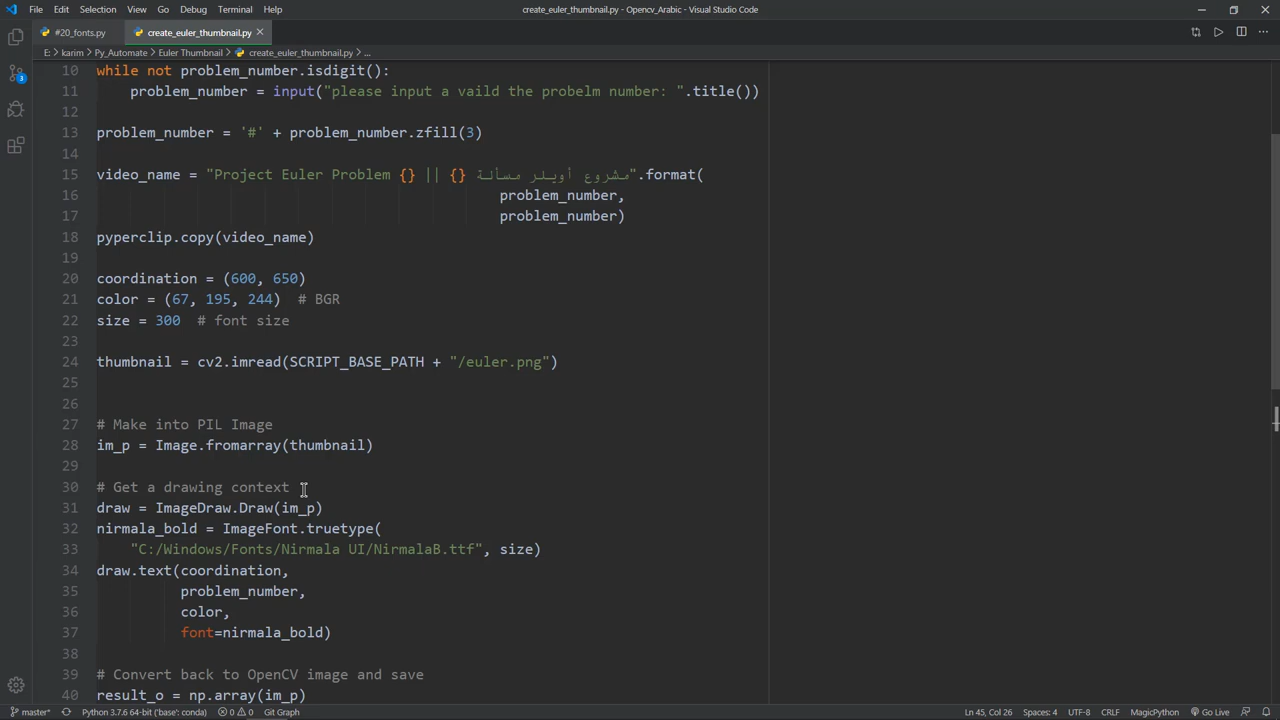 File Edit Selection View Go Debug Terminal Help
create_euler_thumbnail.py - Opencv_Arabic - Visual Studio Code
#20_fonts.py create_euler_thumbnail.py
E: > karim > Py_Automate > Euler Thumbnail > create_euler_thumbnail.py > ...
10 while not problem_number.isdigit():
11 problem_number = input("please input a vaild the probelm number: ".title())
12
13 problem_number = '#' + problem_number.zfill(3)
14
15 video_name = "Project Euler Problem {} || {} مشروع أويلر مسألة".format(
16 problem_number,
17 problem_number)
18 pyperclip.copy(video_name)
19
20 coordination = (600, 650)
21 color = (67, 195, 244) # BGR
22 size = 300 # font size
23
24 thumbnail = cv2.imread(SCRIPT_BASE_PATH + "/euler.png")
25
26
27 # Make into PIL Image
28 im_p = Image.fromarray(thumbnail)
29
30 # Get a drawing context
31 draw = ImageDraw.Draw(im_p)
32 nirmala_bold = ImageFont.truetype(
33 "C:/Windows/Fonts/Nirmala UI/NirmalaB.ttf", size)
34 draw.text(coordination,
35 problem_number,
36 color,
37 font=nirmala_bold)
38
39 # Convert back to OpenCV image and save
40 result_o = np.array(im_p)
3
master* Python 3.7.6 64-bit ('base': conda) 0 0 Git Graph Ln 45, Col 26 Spaces: 4 UTF-8 CRLF MagicPython Go Live